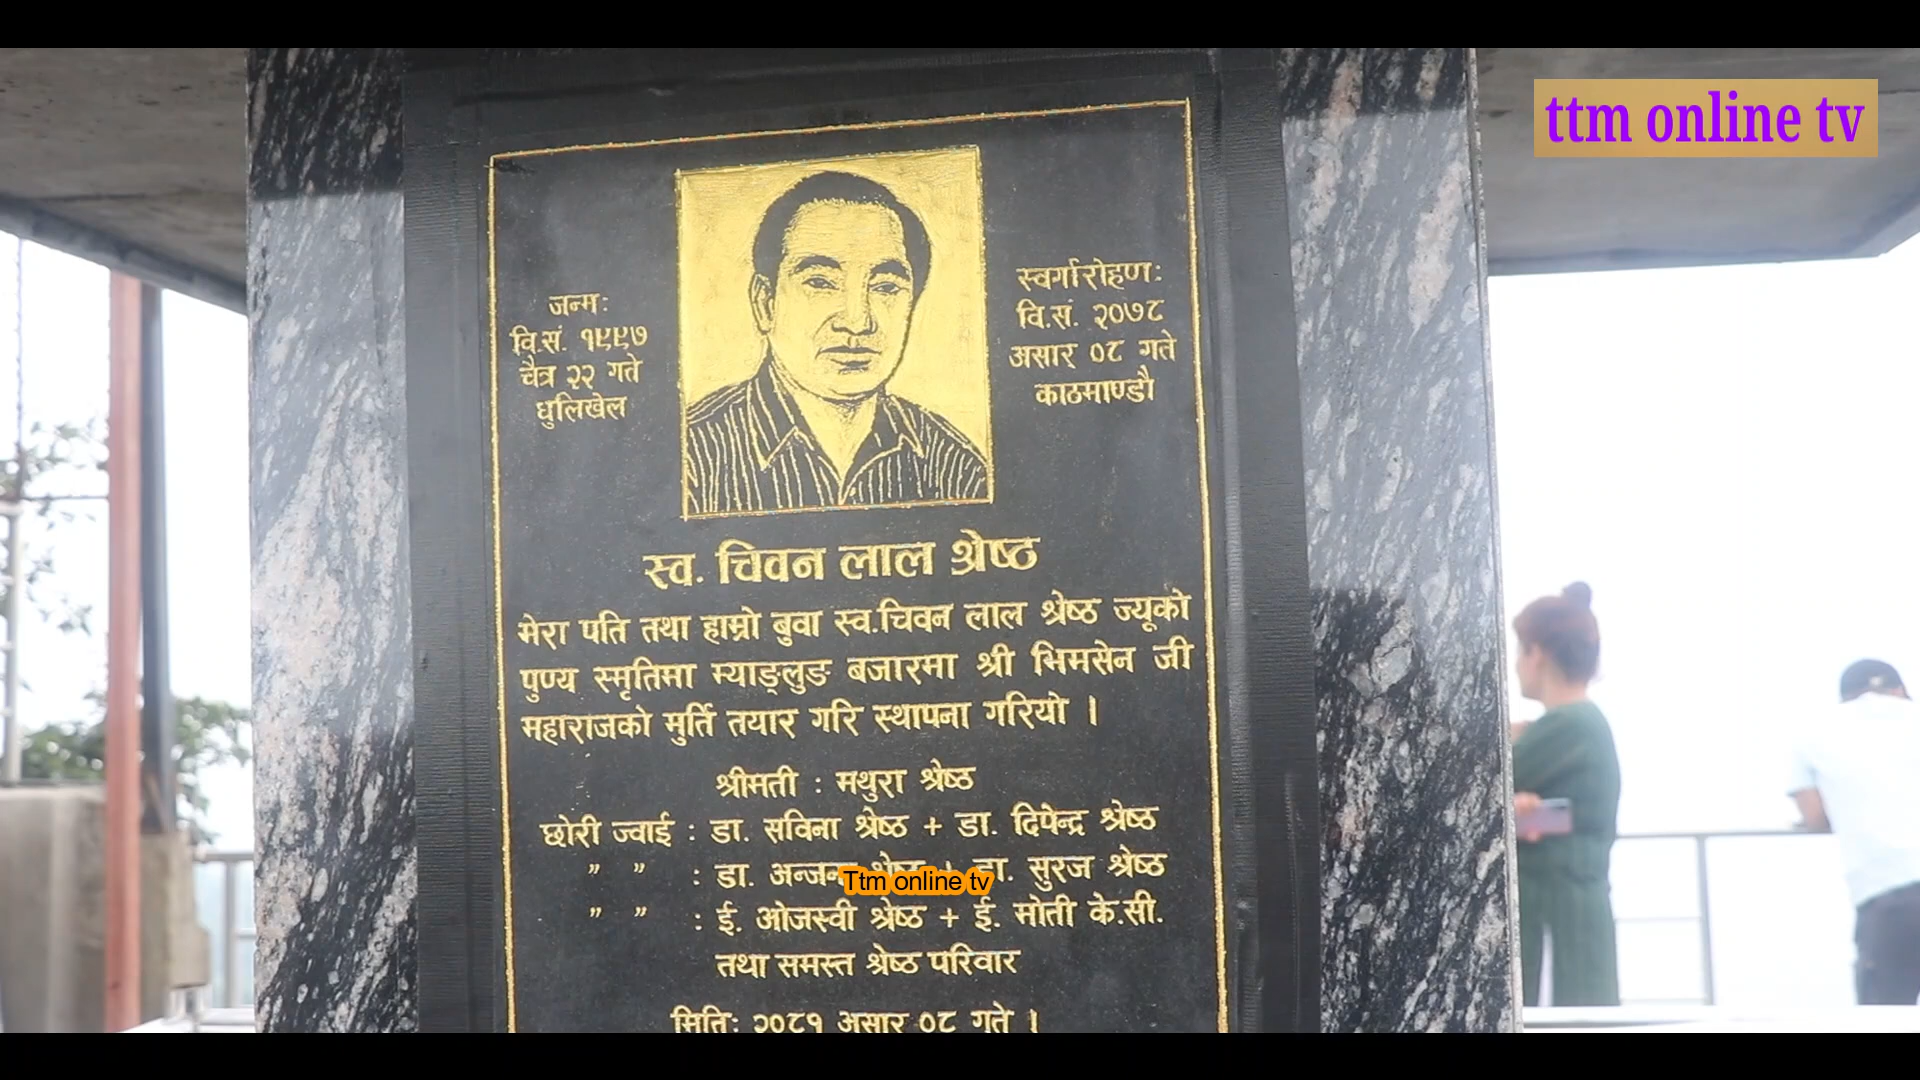 ttm online tv
जन्म:
वि.सं. १९९७
चैत्र २२ गते
धुलिखेल
स्वर्गारोहण:
वि.सं. २०७८
असार ०८ गते
काठमाण्डौ
स्व. चिवन लाल श्रेष्ठ
मेरा पति तथा हाम्रो बुवा स्व.चिवन लाल श्रेष्ठ ज्यूको
पुण्य स्मृतिमा म्याङ्लुङ बजारमा श्री भिमसेन जी
महाराजको मुर्ति तयार गरि स्थापना गरियो ।
श्रीमती : मथुरा श्रेष्ठ
छोरी ज्वाई : डा. सविना श्रेष्ठ + डा. दिपेन्द्र श्रेष्ठ
” ” : डा. श्रेष्ठ + डा. सुरज श्रेष्ठ
Ttm online tv
” ” : ई. ओजस्वी श्रेष्ठ + ई. मोती के.सी.
तथा समस्त श्रेष्ठ परिवार
मिति: २०८१ असार ०८ गते ।